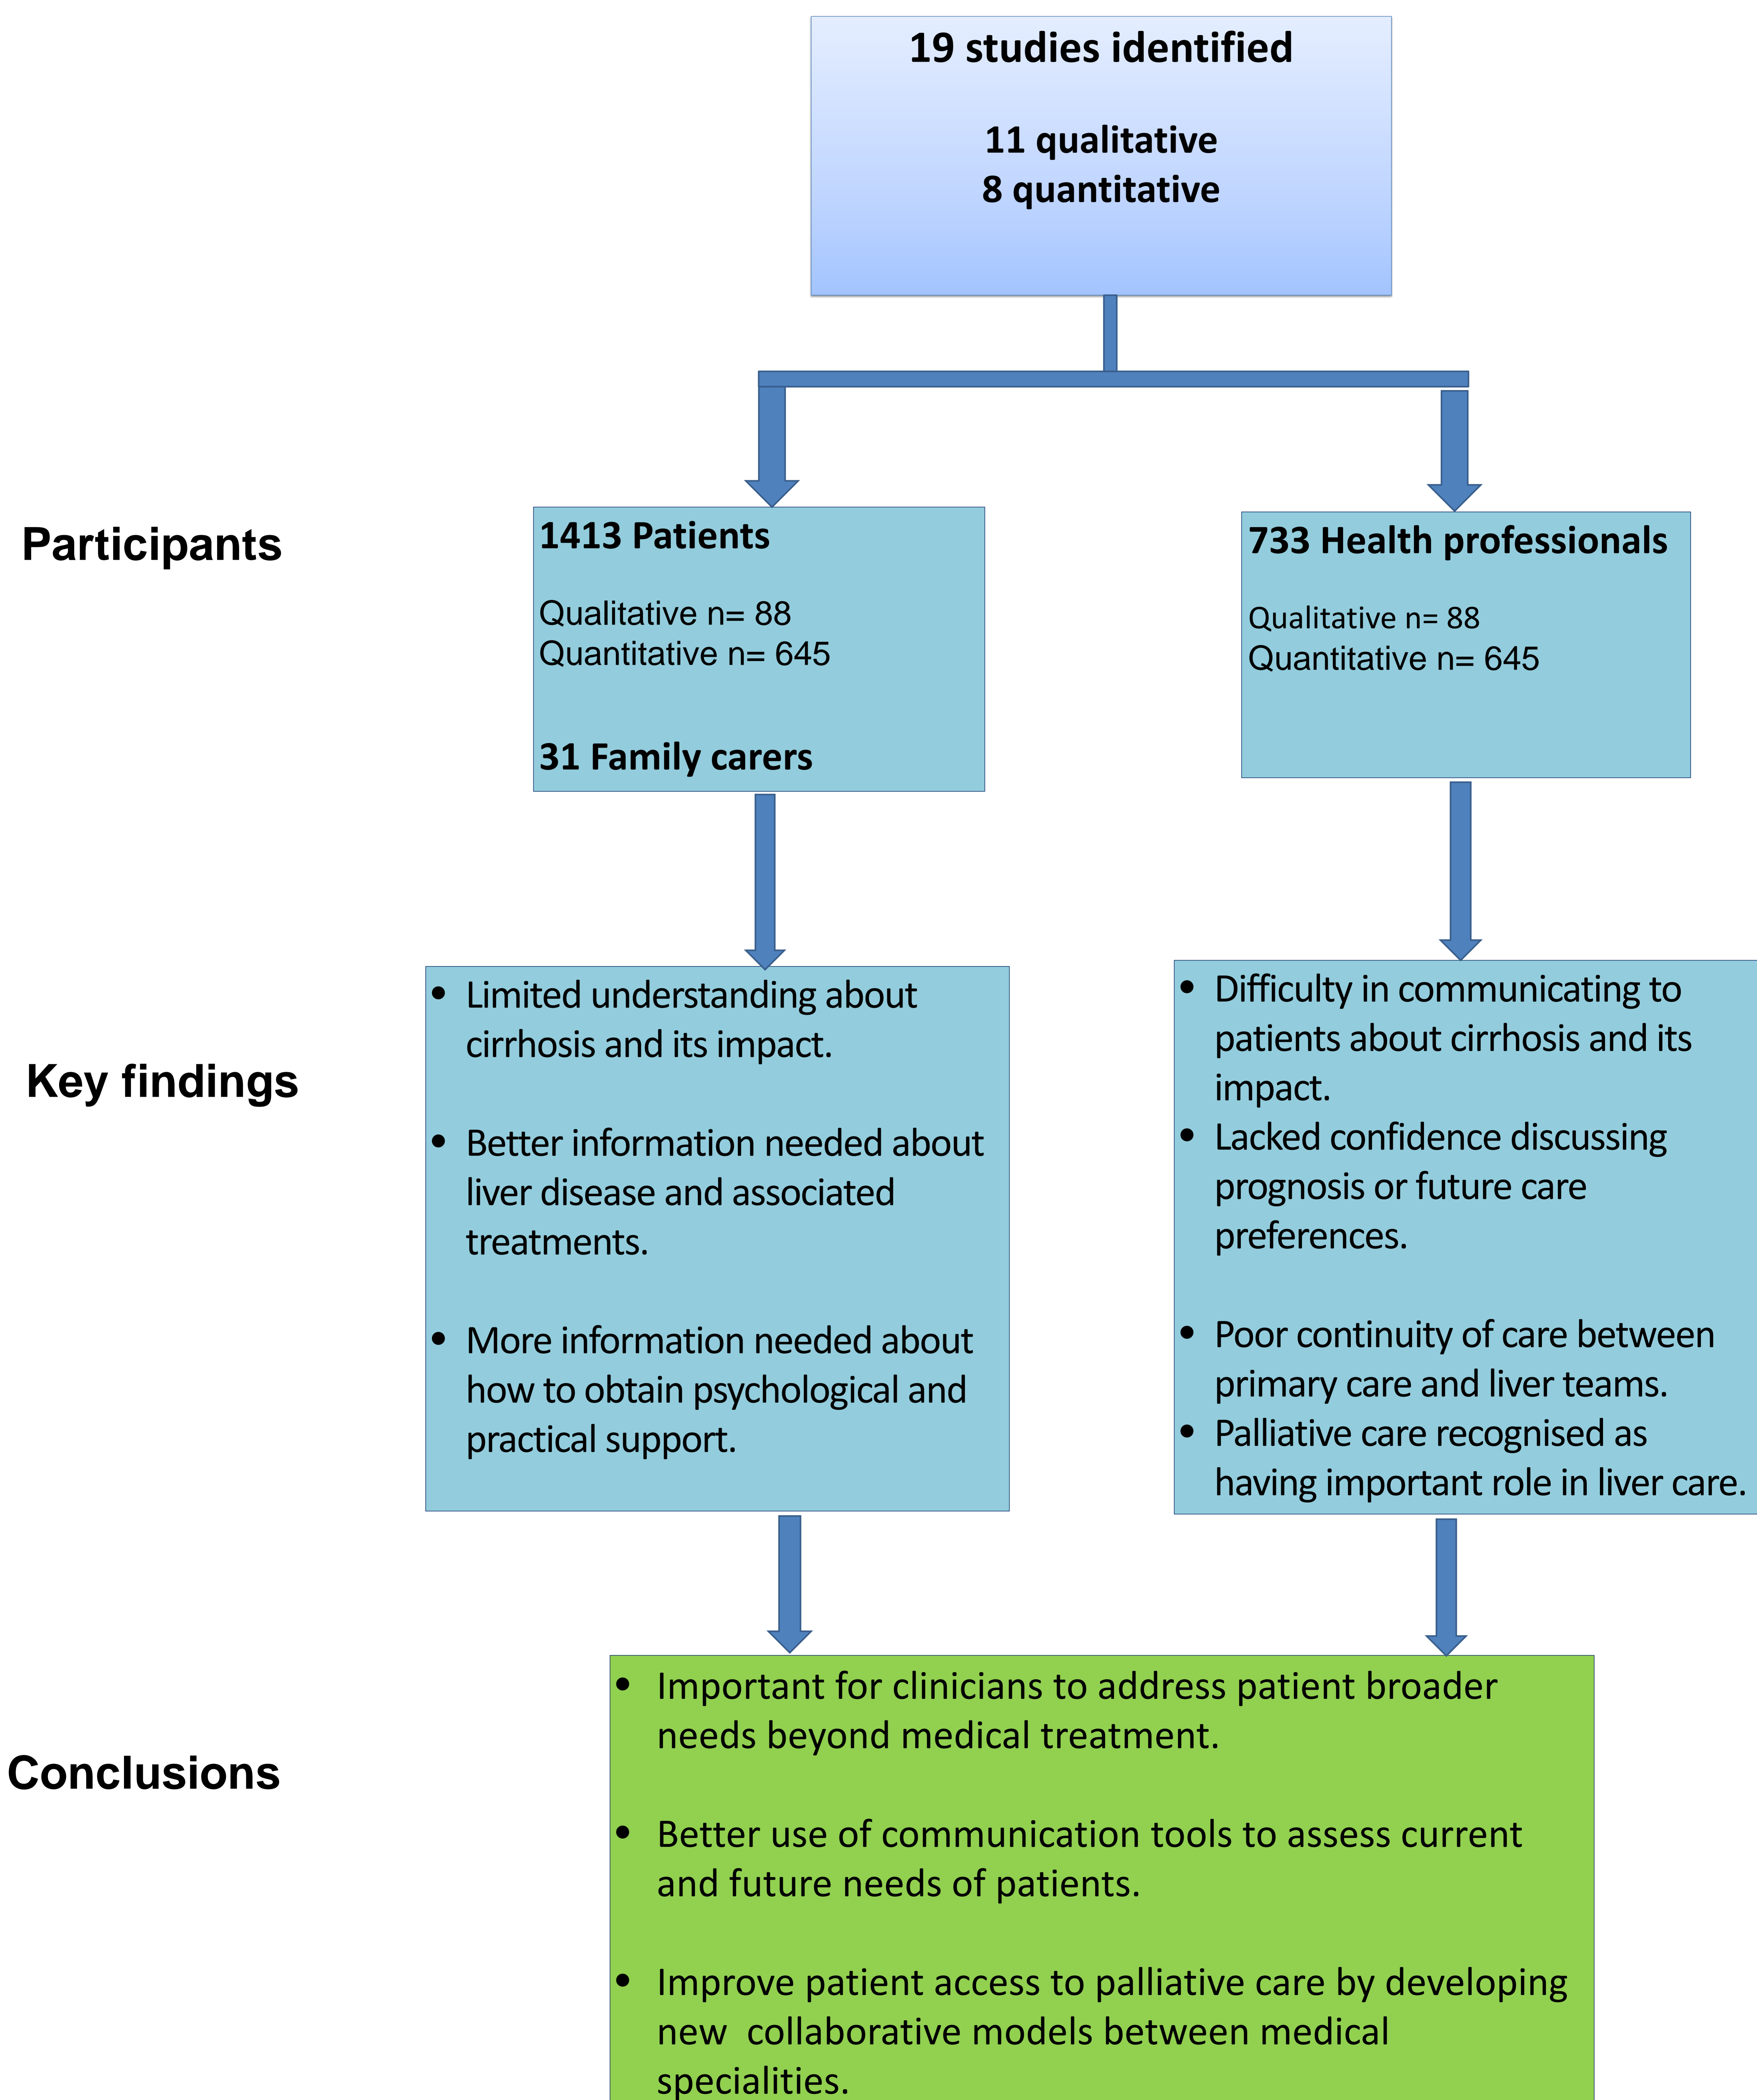 19 studies identified
11 qualitative
8 quantitative
Participants
1413 Patients
Qualitative n= 88
Quantitative n= 645
31 Family carers
733 Health professionals
Qualitative n= 88
Quantitative n= 645
Key findings
• Limited understanding about
cirrhosis and its impact.
• Better information needed about
liver disease and associated
treatments.
• More information needed about
how to obtain psychological and
practical support.
• Difficulty in communicating to
patients about cirrhosis and its
impact.
• Lacked confidence discussing
prognosis or future care
preferences.
• Poor continuity of care between
primary care and liver teams.
• Palliative care recognised as
having important role in liver care.
Conclusions
• Important for clinicians to address patient broader
needs beyond medical treatment.
• Better use of communication tools to assess current
and future needs of patients.
• Improve patient access to palliative care by developing
new  collaborative models between medical
specialities.